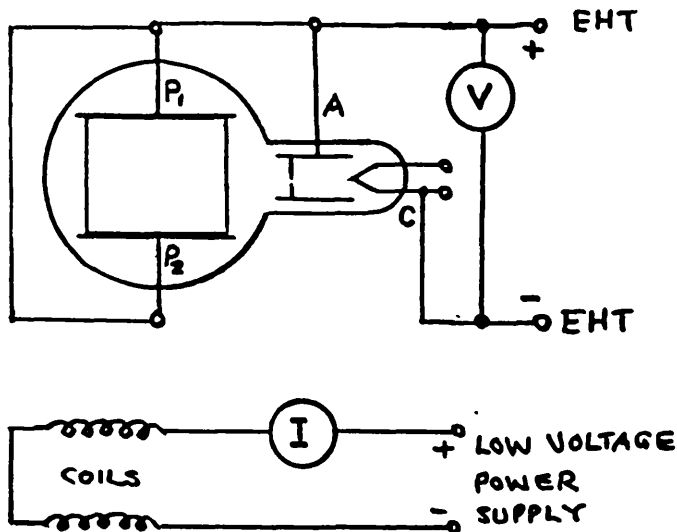 EHT
+
P1
A
V
C
P2
-
EHT
I
+
LOW VOLTAGE
COILS
POWER
-
SUPPLY